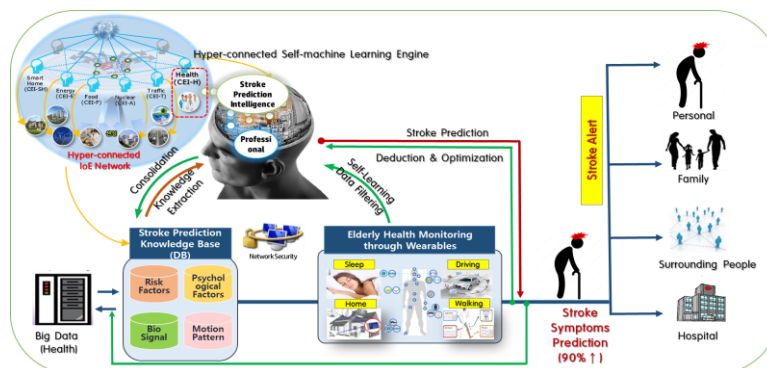 Hyper-connected Self-machine Learning Engine
Smart
Home
(CEI-SH)
Energy
(CEI-E)
Food
(CEI-F)
Nuclear
(CEI-A)
Traffic
(CEI-T)
Health
(CEI-H)
Hyper-connected
IoE Network
Stroke
Prediction
Intelligence
Professi
onal
Consolidation
Knowledge
Extraction
Self-Learning
Data Filtering
Stroke Prediction
Deduction & Optimization
Stroke Alert
Personal
Family
Surrounding People
Hospital
Stroke Prediction
Knowledge Base
(DB)
Risk
Factors
Psychol
ogical
Factors
Bio
Signal
Motion
Pattern
Network Security
Elderly Health Monitoring
through Wearables
Sleep
Driving
Home
Walking
Big Data
(Health)
Stroke
Symptoms
Prediction
(90% ↑)